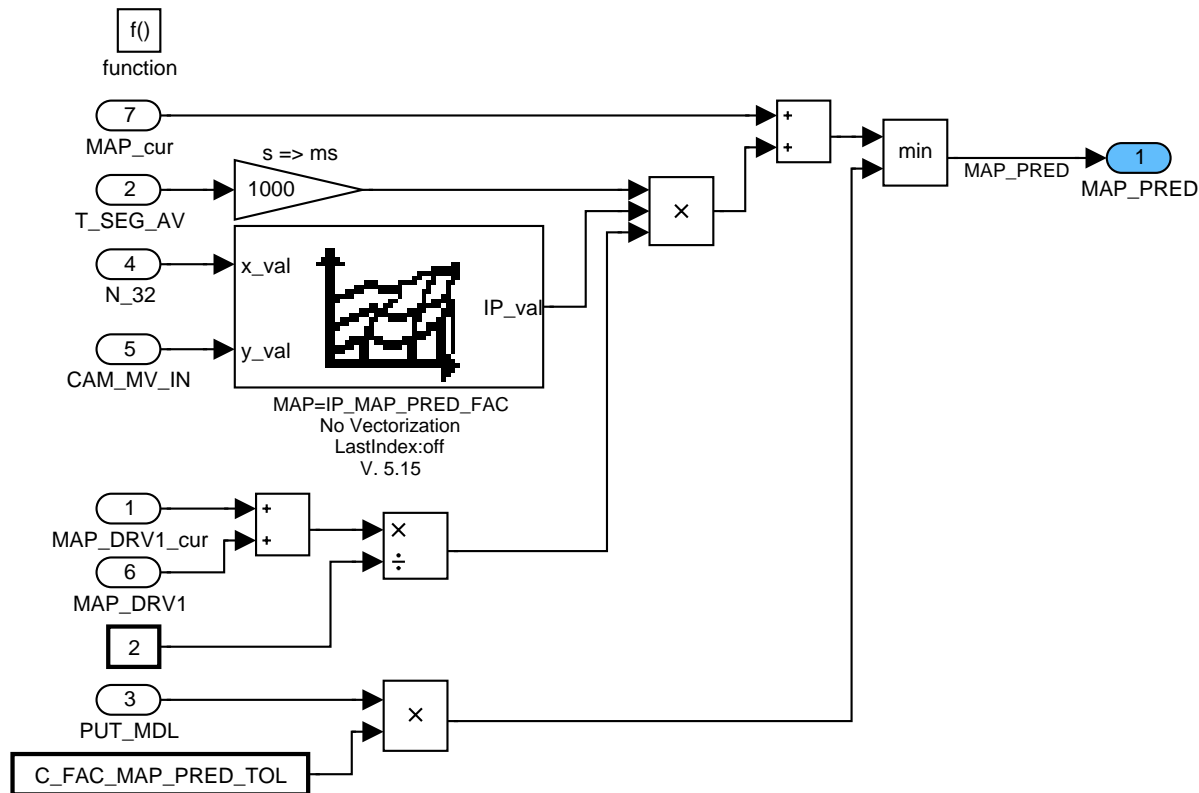 f()
function
7
MAP_cur
s => ms
2
T_SEG_AV
1000
4
N_32
5
CAM_MV_IN
x_val
y_val
IP_val
MAP=IP_MAP_PRED_FAC
No Vectorization
LastIndex:off
V. 5.15
1
MAP_DRV1_cur
6
MAP_DRV1
2
3
PUT_MDL
C_FAC_MAP_PRED_TOL
+
+
×
÷
×
×
+
+
min
MAP_PRED
1
MAP_PRED